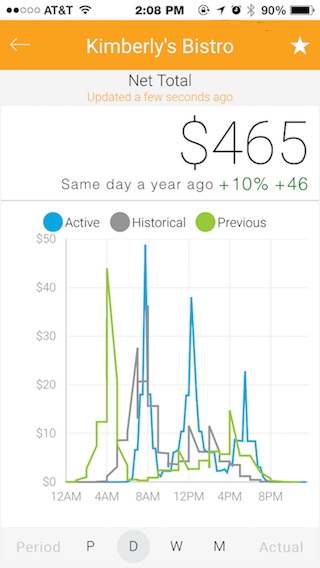 AT&T 2:08 PM 90%
Kimberly's Bistro
Net Total
Updated a few seconds ago
$465
Same day a year ago +10% +46
Active Historical Previous
$50
$30
$20
$10
$0
12AM 4AM 8AM 12PM 4PM 8PM
Period P D W M Actual